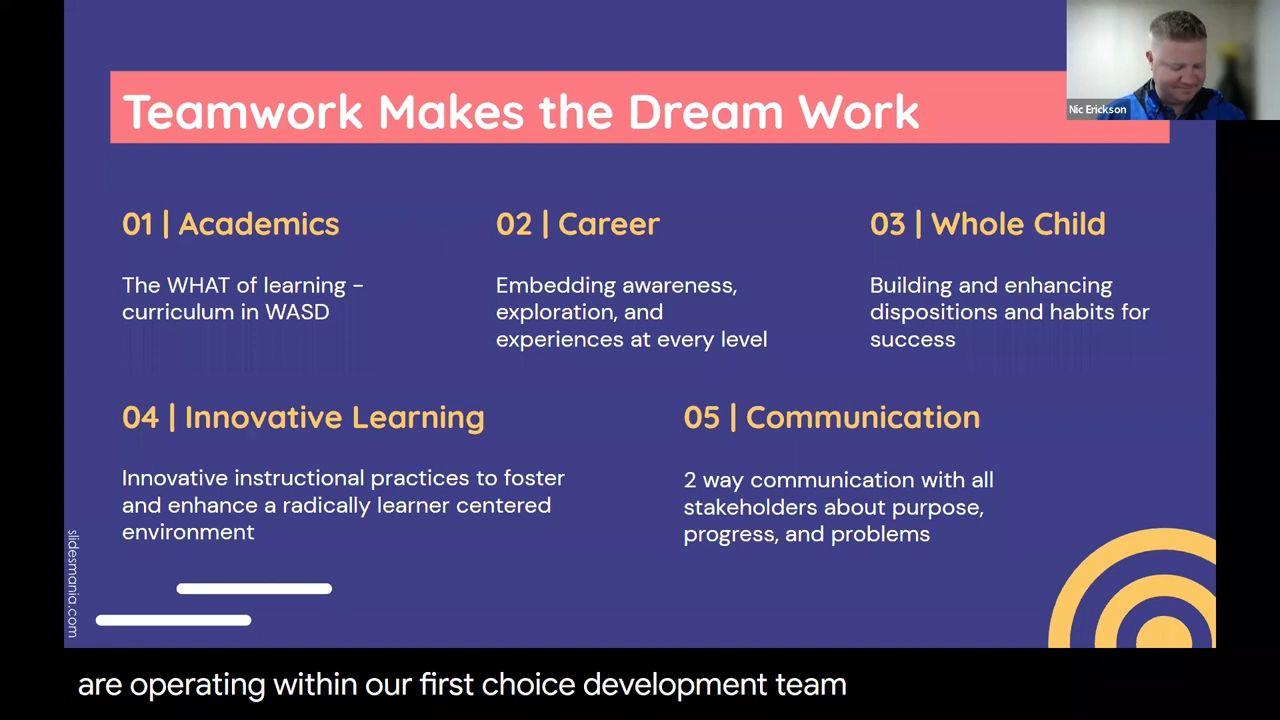 Teamwork Makes the Dream Work
Nic Erickson
01 | Academics
The WHAT of learning -
curriculum in WASD
02 | Career
Embedding awareness,
exploration, and
experiences at every level
03 | Whole Child
Building and enhancing
dispositions and habits for
success
04 | Innovative Learning
Innovative instructional practices to foster
and enhance a radically learner centered
environment
05 | Communication
2 way communication with all
stakeholders about purpose,
progress, and problems
slidesmania.com
are operating within our first choice development team